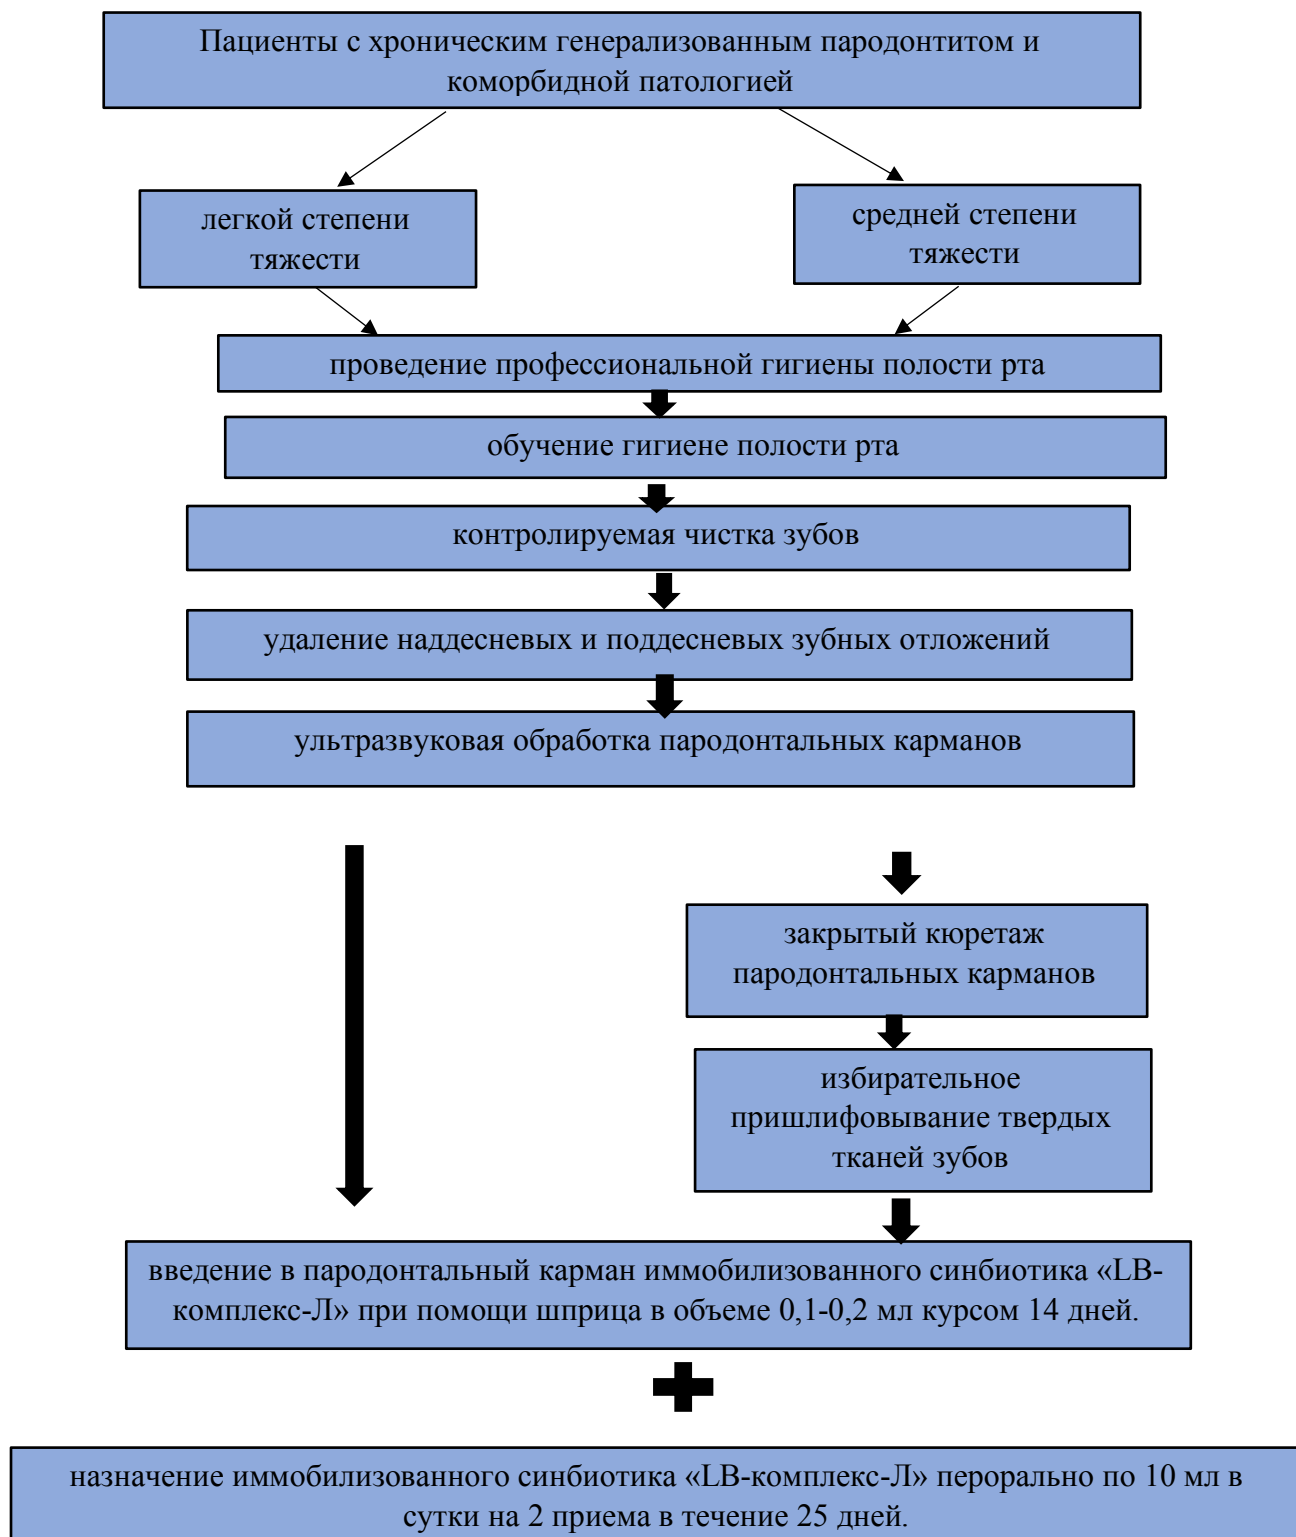 Пациенты с хроническим генерализованным пародонтитом и
коморбидной патологией
легкой степени
тяжести
средней степени
тяжести
проведение профессиональной гигиены полости рта
обучение гигиене полости рта
контролируемая чистка зубов
удаление наддесневых и поддесневых зубных отложений
ультразвуковая обработка пародонтальных карманов
закрытый кюретаж
пародонтальных карманов
избирательное
пришлифовывание твердых
тканей зубов
введение в пародонтальный карман иммобилизованного синбиотика «LB-
комплекс-Л» при помощи шприца в объеме 0,1-0,2 мл курсом 14 дней.
назначение иммобилизованного синбиотика «LB-комплекс-Л» перорально по 10 мл в
сутки на 2 приема в течение 25 дней.